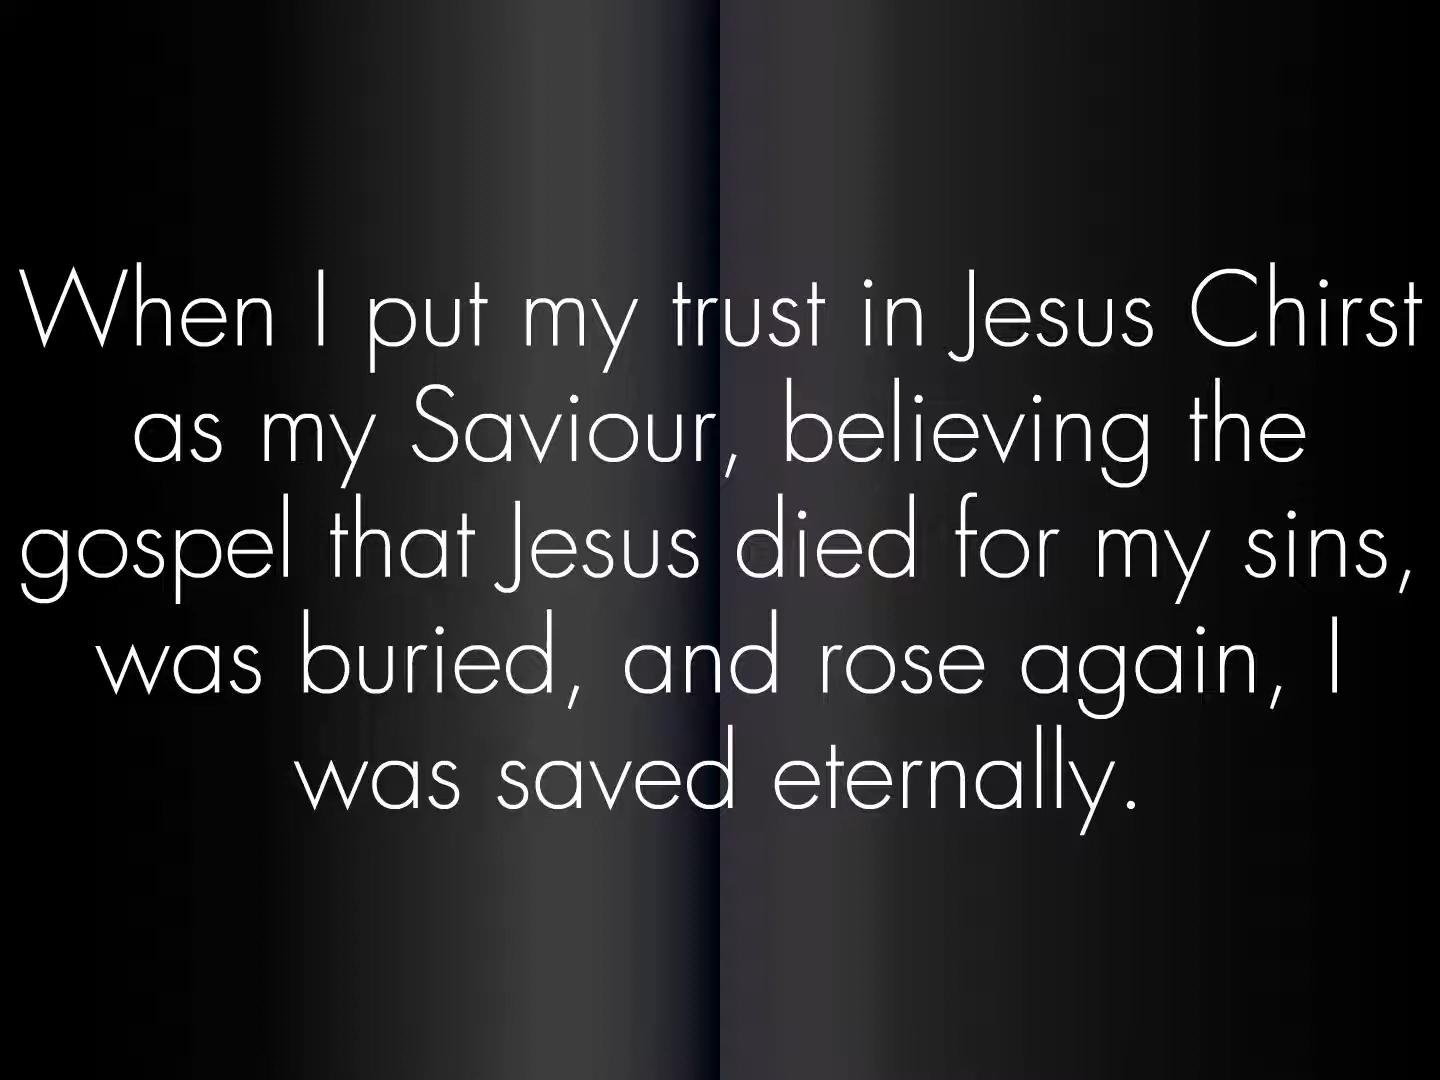 When I put my trust in Jesus Chirst
as my Saviour, believing the
gospel that Jesus died for my sins,
was buried, and rose again, I
was saved eternally.